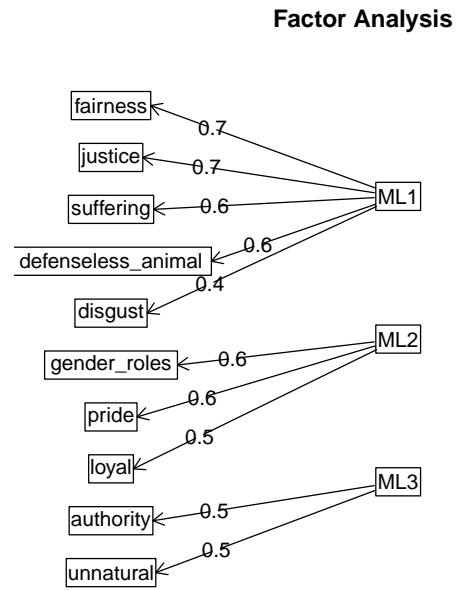 Factor Analysis
fairness
0.7
justice
0.7
ML1
suffering
0.6
defenseless_animal
0.6
0.4
disgust
ML2
gender_roles
0.6
pride
0.6
0.5
loyal
ML3
authority
0.5
unnatural
0.5